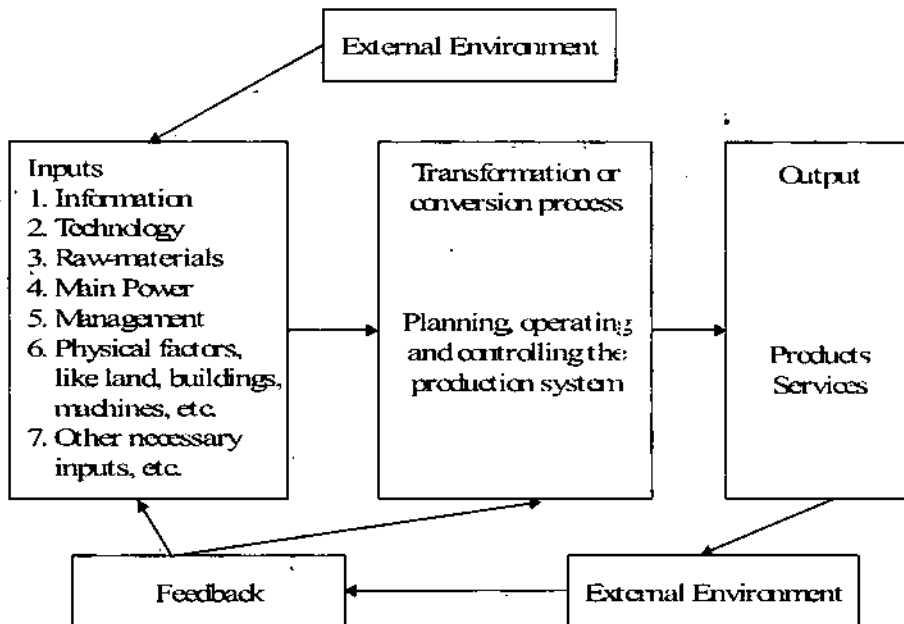 External Environment
Inputs
1. Information
2. Technology
3. Raw-materials
4. Main Power
5. Management
6. Physical factors,
like land, buildings,
machines, etc.
7. Other necessary
inputs, etc.
Transformation or
conversion process
Planning, operating
and controlling the
production system
Output
Products
Services
Feedback
External Environment